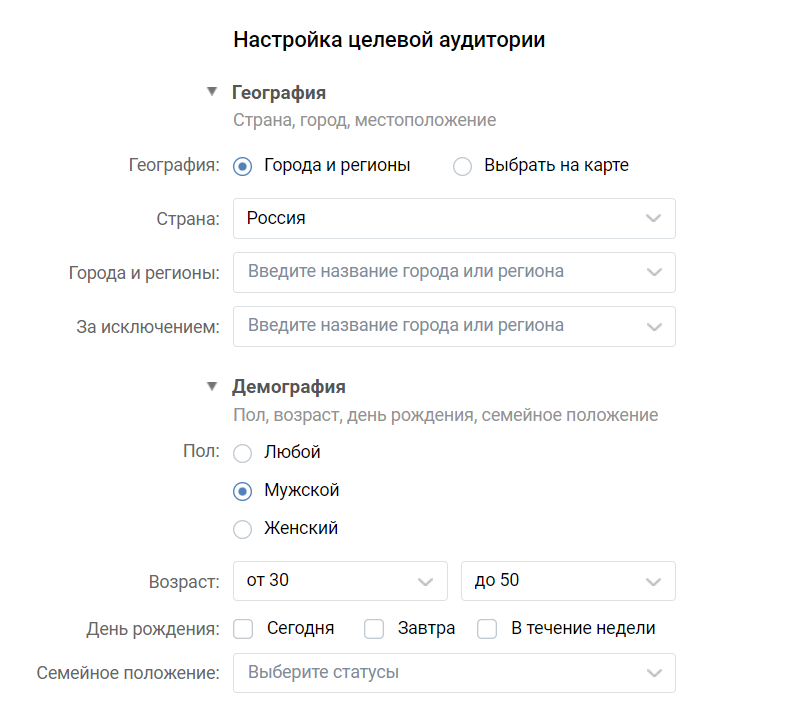 Настройка целевой аудитории
География
Страна, город, местоположение
География: Города и регионы Выбрать на карте
Страна: Россия
Города и регионы: Введите название города или региона
За исключением: Введите название города или региона
Демография
Пол, возраст, день рождения, семейное положение
Пол: Любой
Мужской
Женский
Возраст: от 30 до 50
День рождения: Сегодня Завтра В течение недели
Семейное положение: Выберите статусы